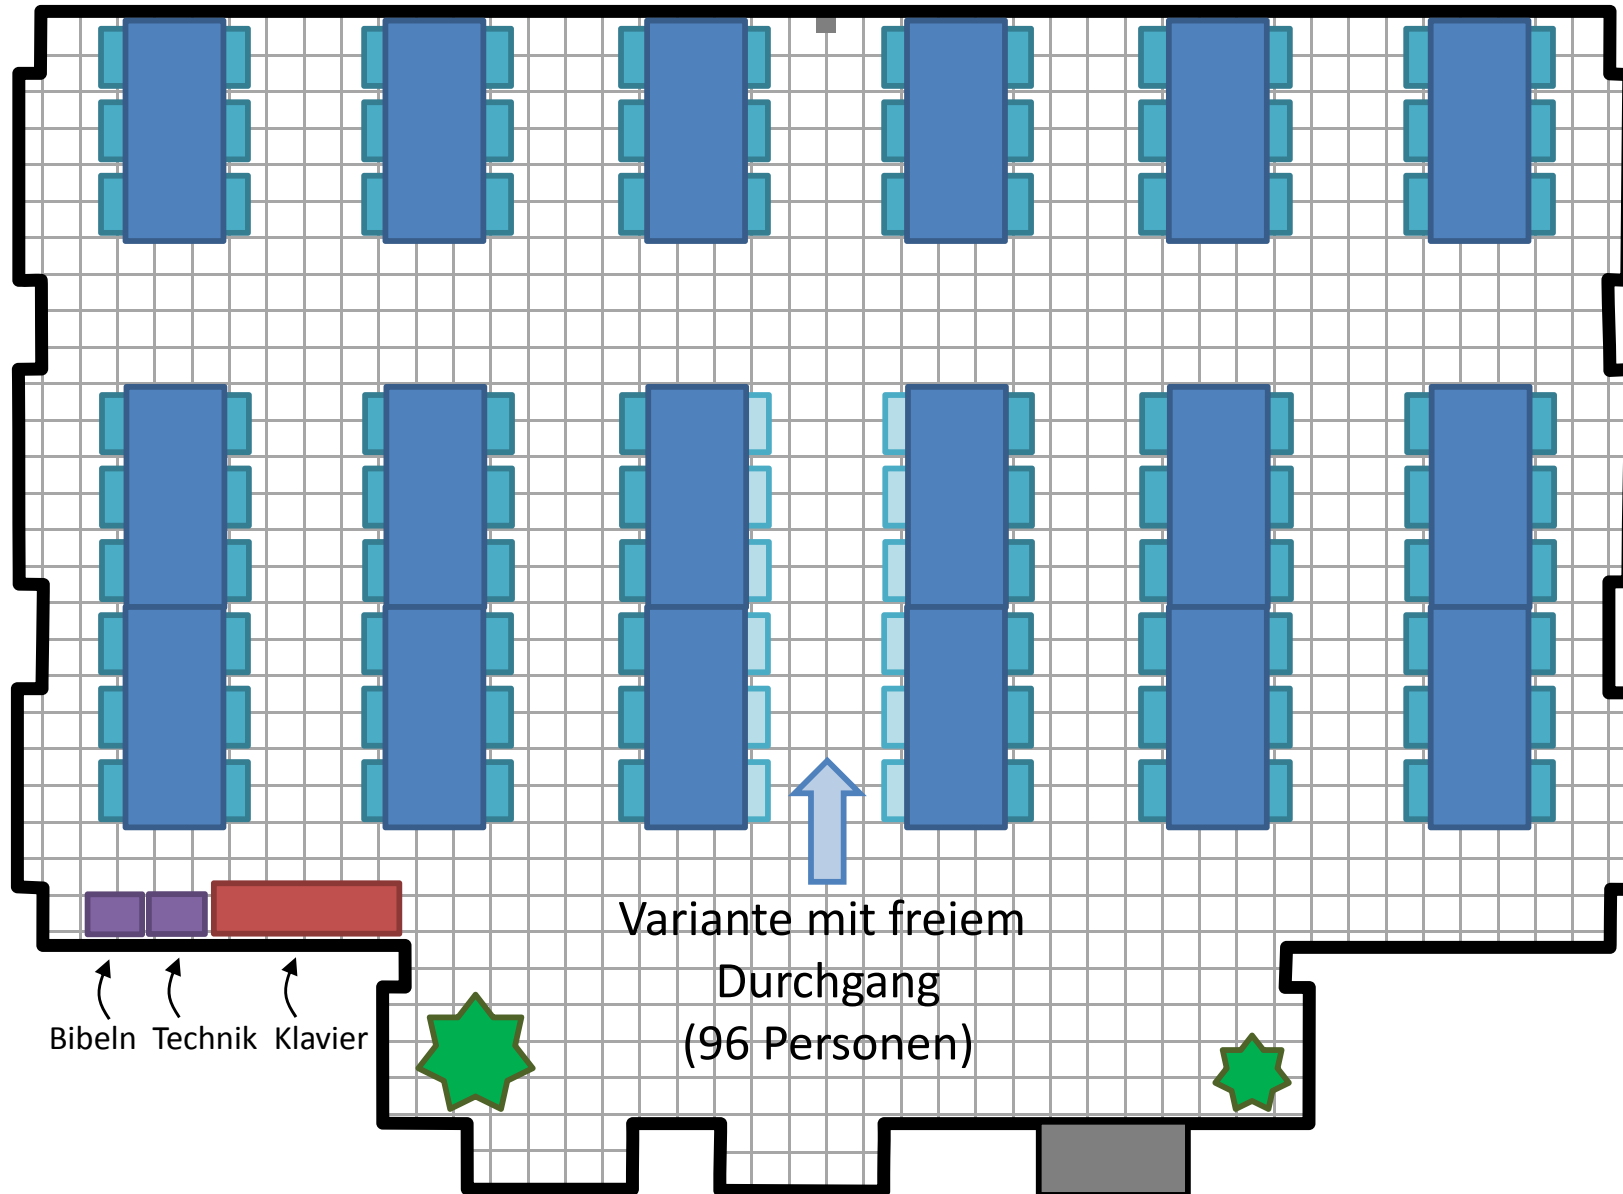 Variante mit freiem
Durchgang
(96 Personen)
Bibeln Technik Klavier